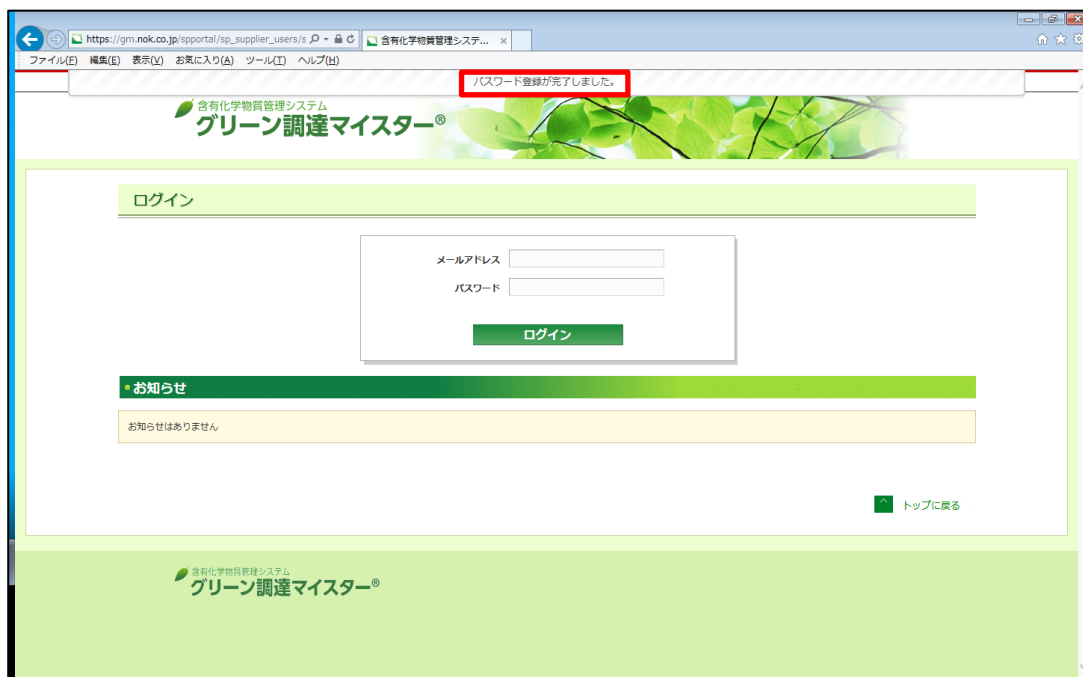 https://gm.nok.co.jp/spportal/sp_supplier_users/s
含有化学物質管理システ... ×
ファイル(F) 編集(E) 表示(V) お気に入り(A) ツール(T) ヘルプ(H)
パスワード登録が完了しました。
含有化学物質管理システム
グリーン調達マイスター®
ログイン
メールアドレス
パスワード
ログイン
お知らせ
お知らせはありません
トップに戻る
含有化学物質管理システム
グリーン調達マイスター®